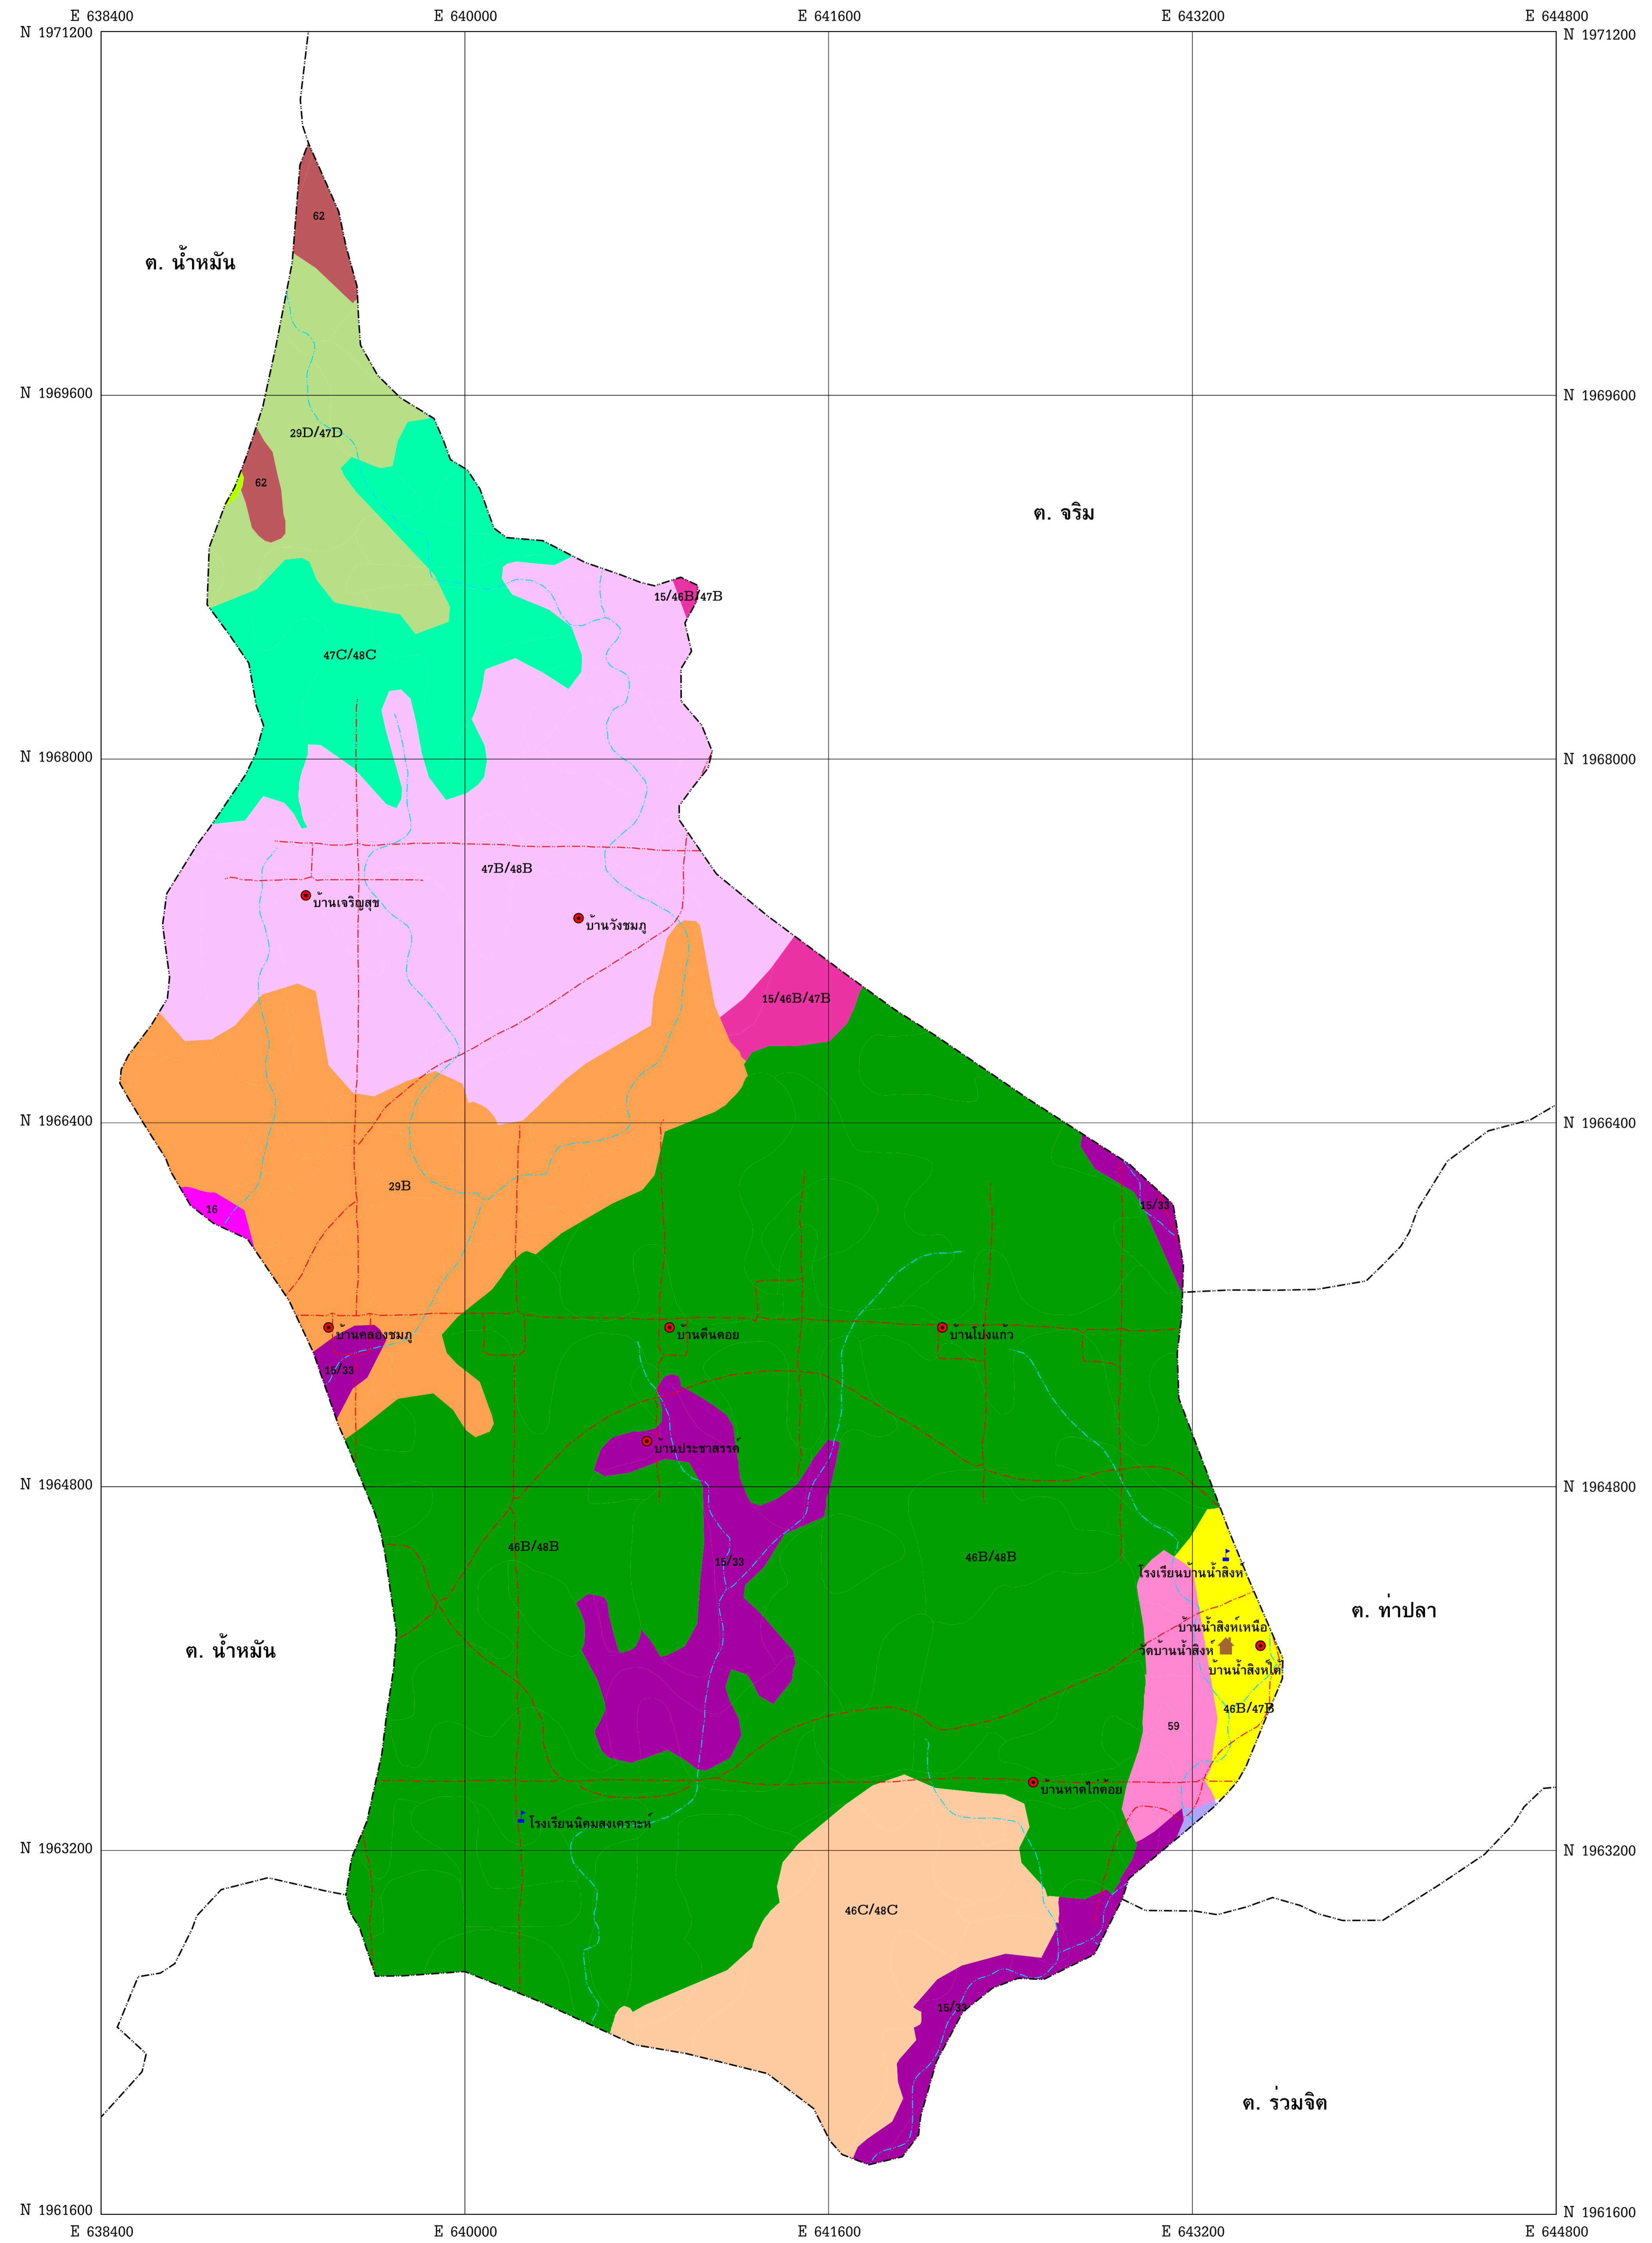 E 638400 E 640000 E 641600 E 643200 E 644800
N 1971200 N 1971200
62
ต. น้ำหมัน
N 1969600 N 1969600
29D/47D
62
ต. จริม
15/46B/47B
47C/48C
N 1968000 N 1968000
47B/48B
บ้านเจริญสุข
บ้านวังชมภู
15/46B/47B
N 1966400 N 1966400
29B
15/33
16
บ้านคลองชมภู บ้านตีนดอย บ้านโป่งแก้ว
15/33
บ้านประชาสรรค์
N 1964800 N 1964800
46B/48B 15/33 46B/48B
โรงเรียนบ้านน้ำสิงห์
ต. ท่าปลา
บ้านน้ำสิงห์เหนือ
ต. น้ำหมัน วัดบ้านน้ำสิงห์
บ้านน้ำสิงห์ใต้
46B/47B
59
บ้านหาดไก่ต้อย
โรงเรียนนิคมสงเคราะห์
N 1963200 N 1963200
46C/48C
15/33
ต. ร่วมจิต
N 1961600 N 1961600
E 638400 E 640000 E 641600 E 643200 E 644800